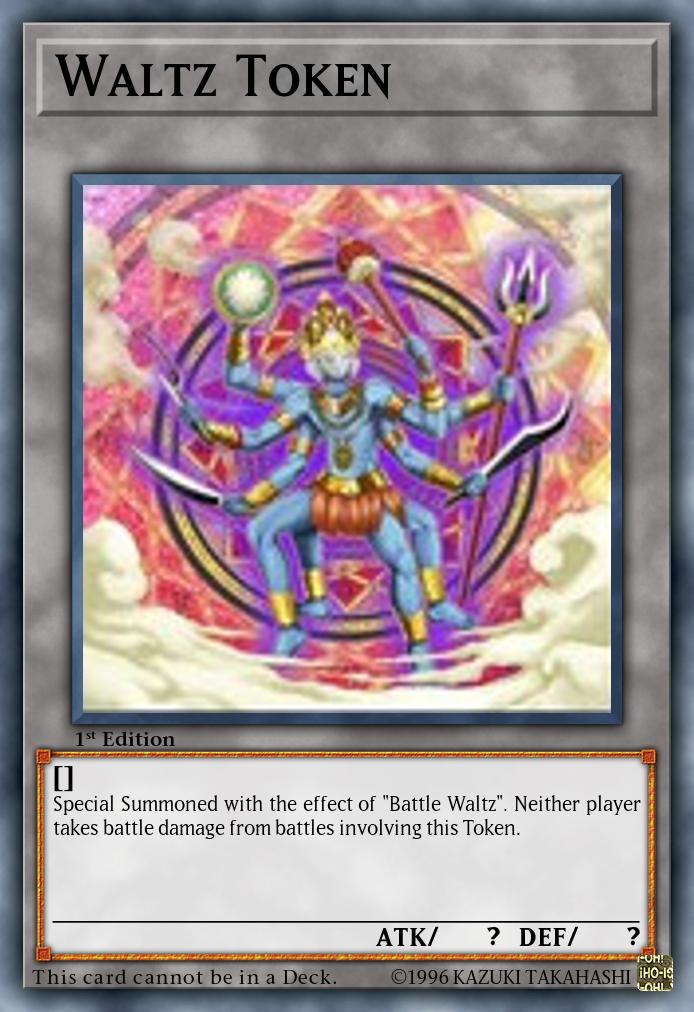 Waltz Token
1st Edition
[]
Special Summoned with the effect of "Battle Waltz". Neither player
takes battle damage from battles involving this Token.
ATK/ ? DEF/ ?
This card cannot be in a Deck. ©1996 KAZUKI TAKAHASHI